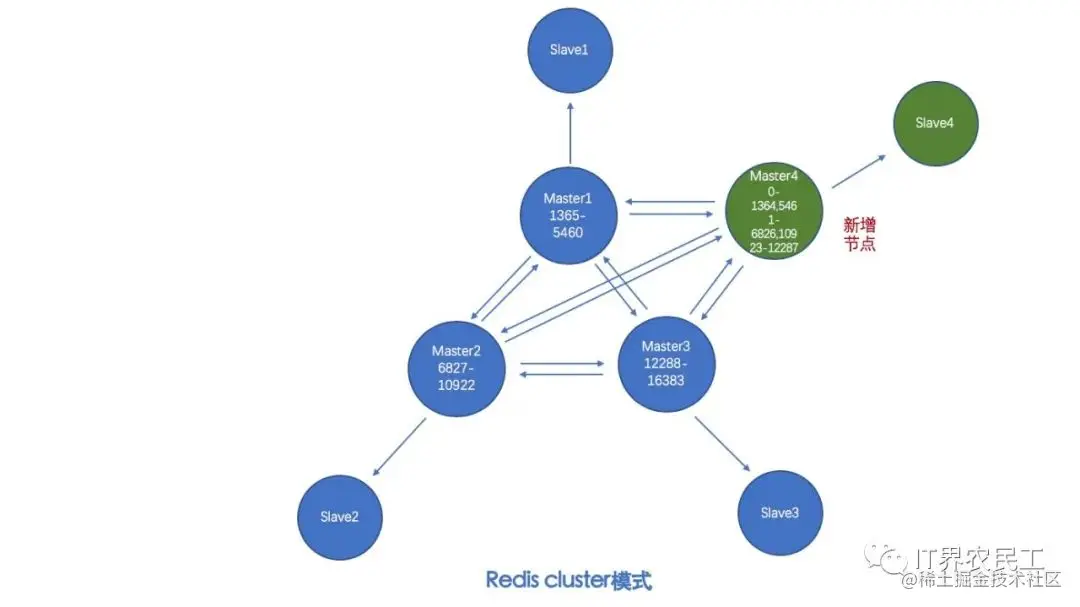 Slave1
Slave4
Master1
1365-
5460
Master4
0-
1364,546
1-
6826,109
23-12287
新增
节点
Master2
6827-
10922
Master3
12288-
16383
Slave2
Slave3
Redis cluster模式
IT界农民工
@稀土掘金技术社区